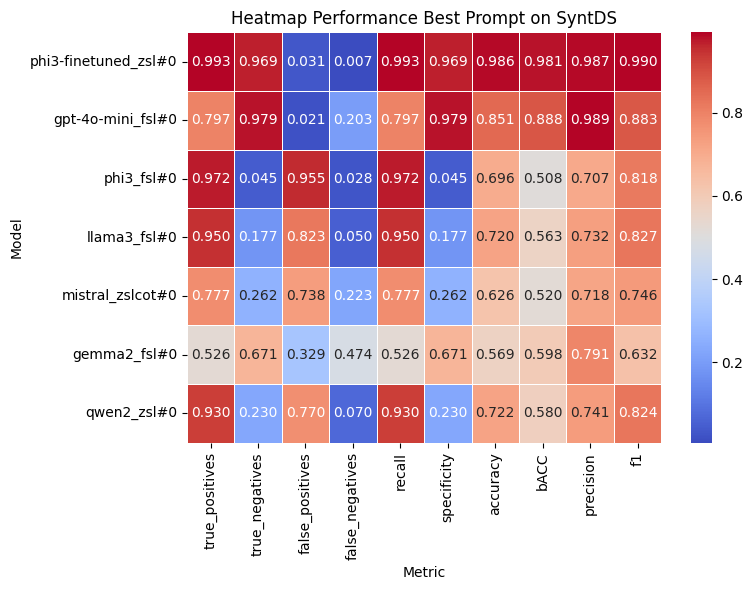 Heatmap Performance Best Prompt on SyntDS
phi3-finetuned_zsl#0 0.993 0.969 0.031 0.007 0.993 0.969 0.986 0.981 0.987 0.990
gpt-4o-mini_fsl#0 0.797 0.979 0.021 0.203 0.797 0.979 0.851 0.888 0.989 0.883
phi3_fsl#0 0.972 0.045 0.955 0.028 0.972 0.045 0.696 0.508 0.707 0.818
llama3_fsl#0 0.950 0.177 0.823 0.050 0.950 0.177 0.720 0.563 0.732 0.827
mistral_zslcot#0 0.777 0.262 0.738 0.223 0.777 0.262 0.626 0.520 0.718 0.746
gemma2_fsl#0 0.526 0.671 0.329 0.474 0.526 0.671 0.569 0.598 0.791 0.632
qwen2_zsl#0 0.930 0.230 0.770 0.070 0.930 0.230 0.722 0.580 0.741 0.824
Model
true_positives
true_negatives
false_positives
false_negatives
recall
specificity
accuracy
bACC
precision
f1
Metric
0.8
0.6
0.4
0.2